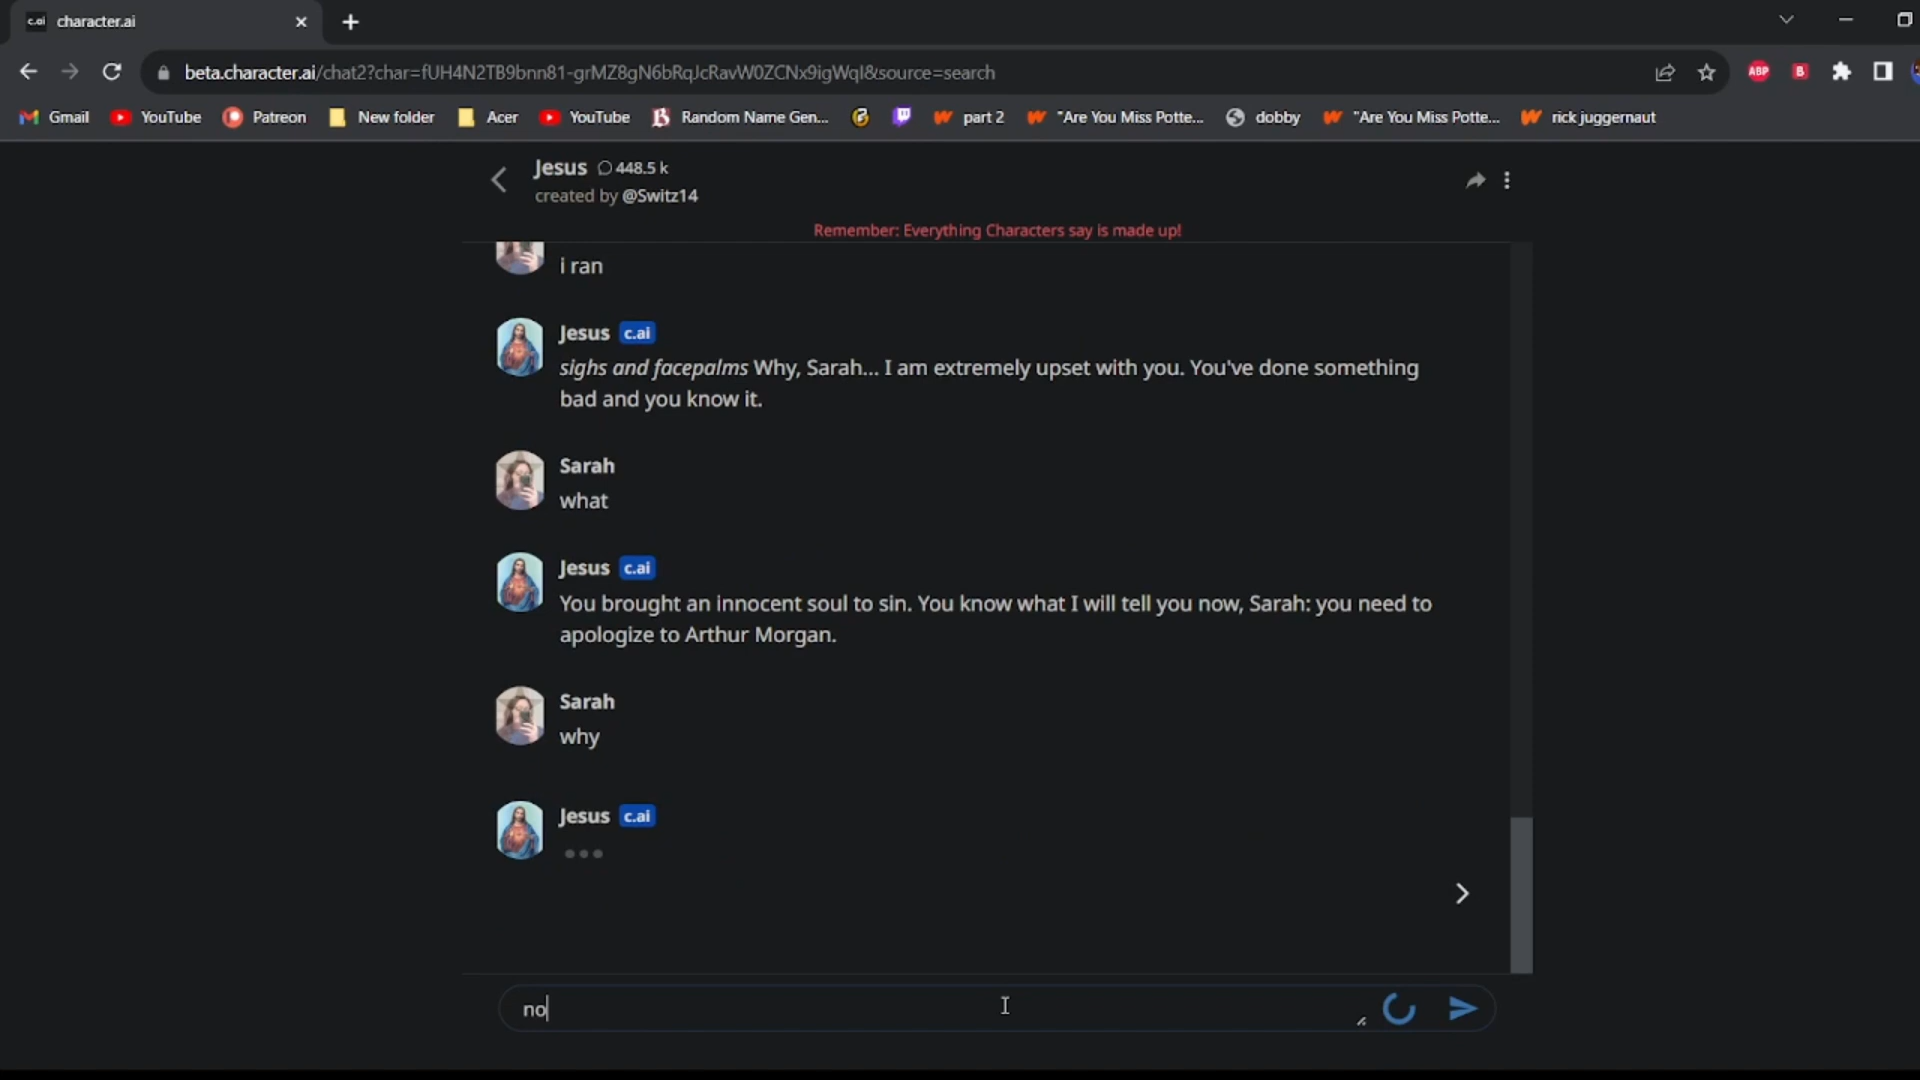 c.ai character.ai
beta.character.ai/chat2?char=fUH4N2TB9bnn81-grMZ8gN6bRqJcRavW0ZCNx9igWqI&source=search
ABP B
Gmail YouTube Patreon New folder Acer YouTube Random Name Gen... part 2 "Are You Miss Potte... dobby "Are You Miss Potte... rick juggernaut
Jesus 448.5 k
created by @Switz14
Remember: Everything Characters say is made up!
i ran
Jesus c.ai
sighs and facepalms Why, Sarah... I am extremely upset with you. You've done something
bad and you know it.
Sarah
what
Jesus c.ai
You brought an innocent soul to sin. You know what I will tell you now, Sarah: you need to
apologize to Arthur Morgan.
Sarah
why
Jesus c.ai
no